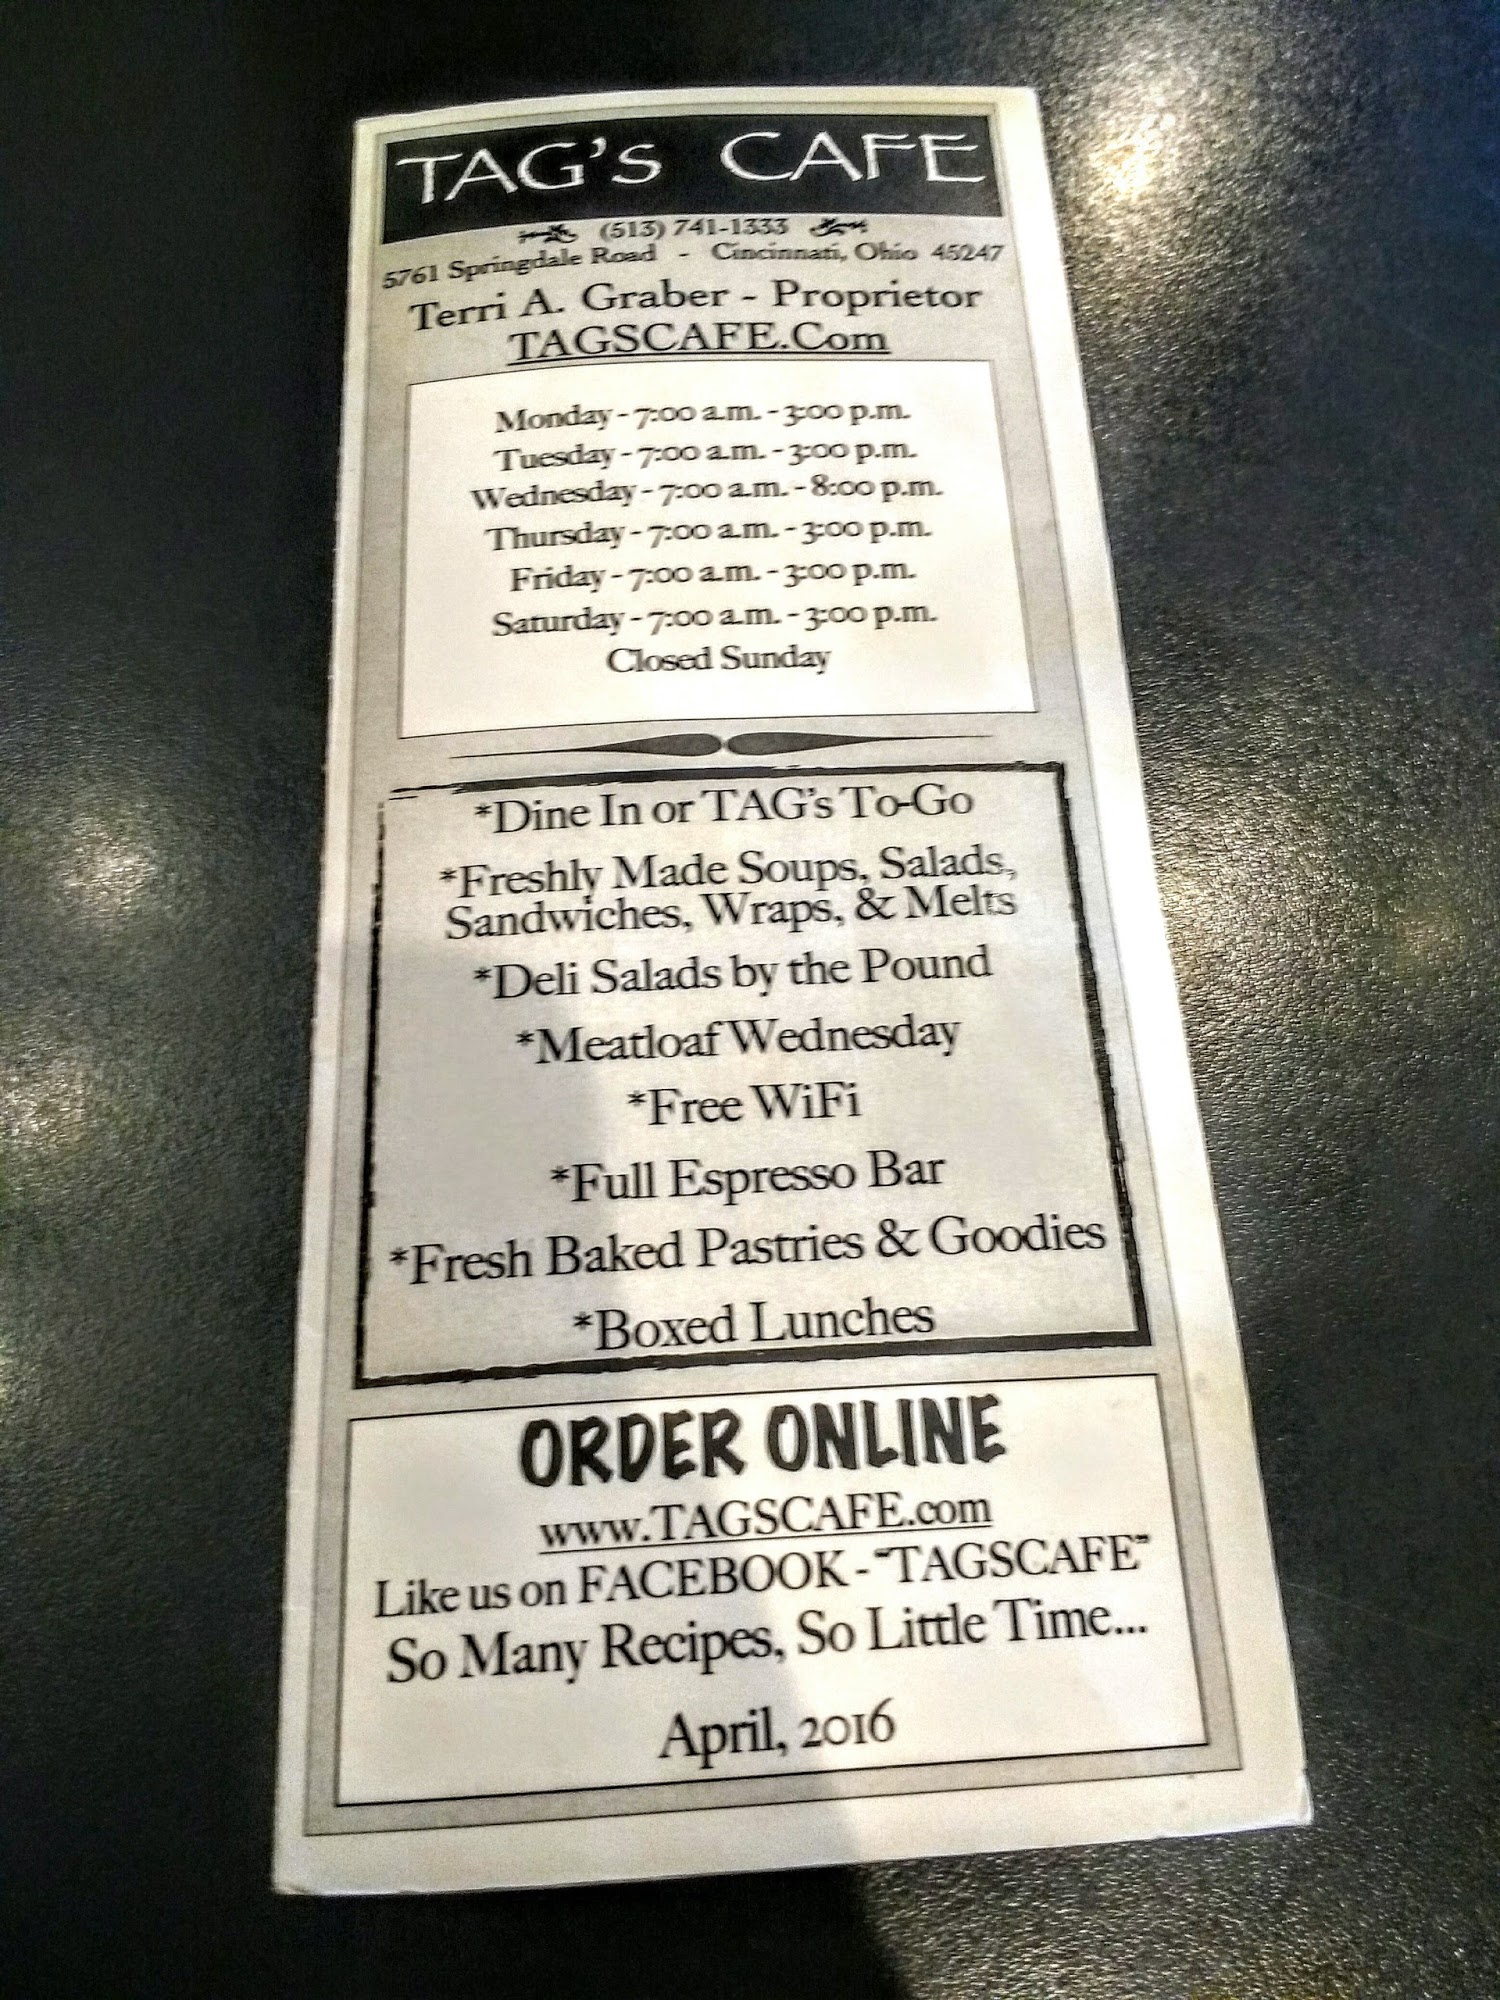 TAG's CAFE
(513) 741-1333
5761 Springdale Road - Cincinnati, Ohio 45247
Terri A. Graber - Proprietor
TAGSCAFE.Com
Monday - 7:00 a.m. - 3:00 p.m.
Tuesday - 7:00 a.m. - 3:00 p.m.
Wednesday - 7:00 a.m. - 8:00 p.m.
Thursday - 7:00 a.m. - 3:00 p.m.
Friday - 7:00 a.m. - 3:00 p.m.
Saturday - 7:00 a.m. - 3:00 p.m.
Closed Sunday
*Dine In or TAG's To-Go
*Freshly Made Soups, Salads,
Sandwiches, Wraps, & Melts
*Deli Salads by the Pound
*Meatloaf Wednesday
*Free WiFi
*Full Espresso Bar
*Fresh Baked Pastries & Goodies
*Boxed Lunches
ORDER ONLINE
www.TAGSCAFE.com
Like us on FACEBOOK - "TAGSCAFE"
So Many Recipes, So Little Time...
April, 2016